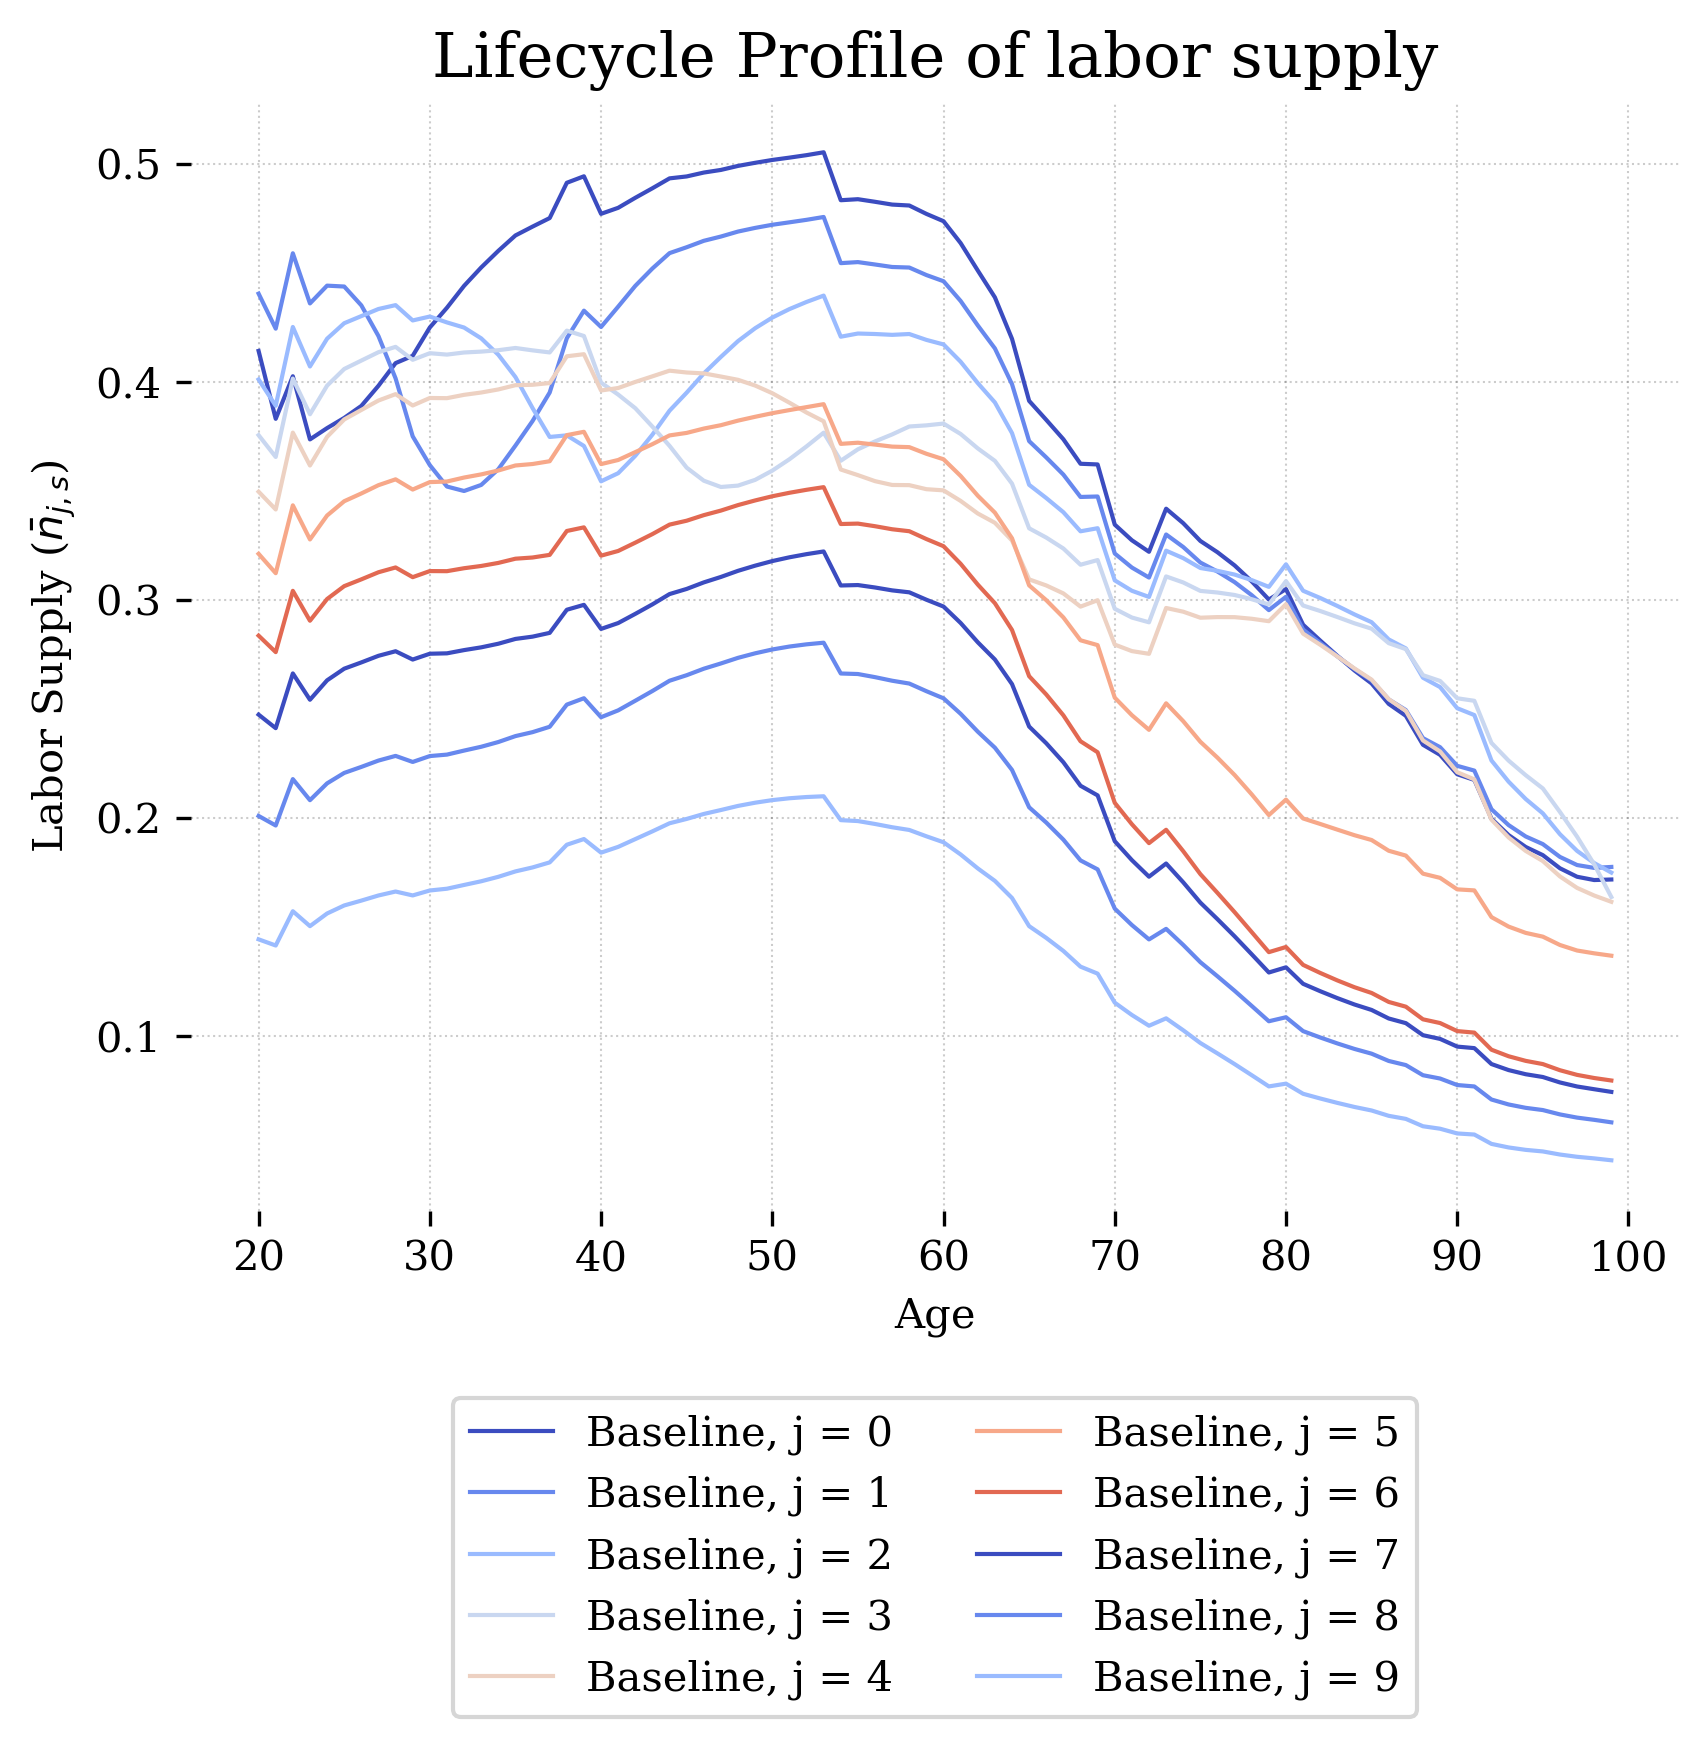 Lifecycle Profile of labor supply
0.5
0.4
0.3
0.2
0.1
Labor Supply (n̄_{j,s})
20 30 40 50 60 70 80 90 100
Age
Baseline, j = 0
Baseline, j = 1
Baseline, j = 2
Baseline, j = 3
Baseline, j = 4
Baseline, j = 5
Baseline, j = 6
Baseline, j = 7
Baseline, j = 8
Baseline, j = 9